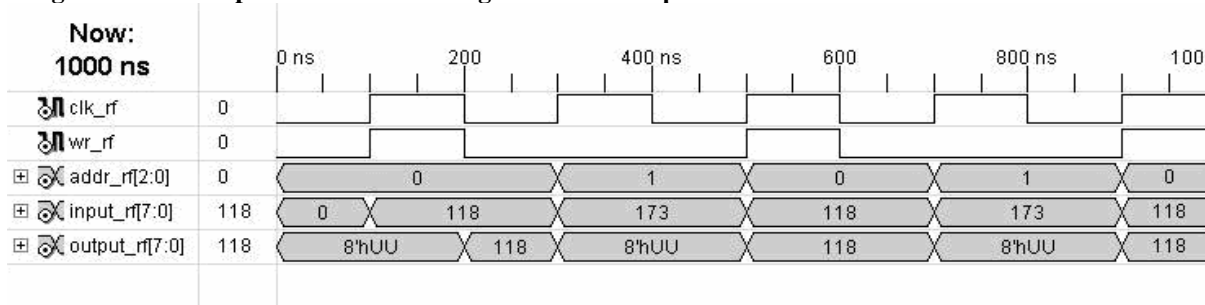 Now:
1000 ns
0 ns 200 400 ns 600 800 ns 100
clk_rf 0
wr_rf 0
addr_rf[2:0] 0 0 1 0 1 0
input_rf[7:0] 118 0 118 173 118 173 118
output_rf[7:0] 118 8'hUU 118 8'hUU 118 8'hUU 118